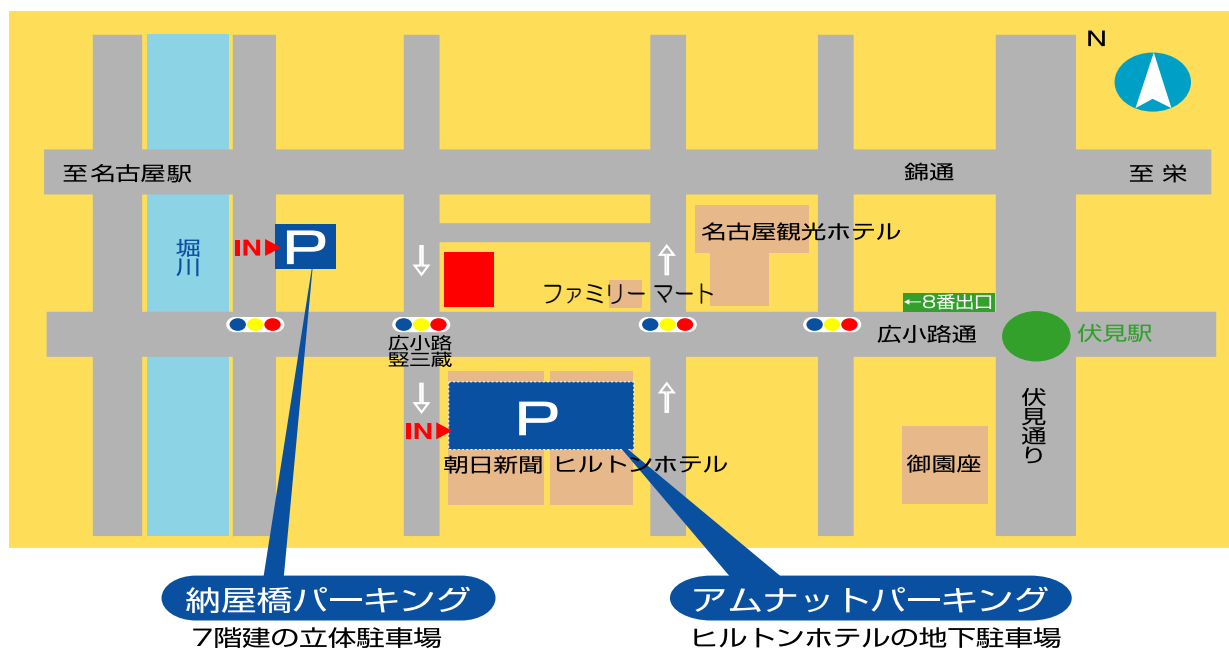 N
至名古屋駅
錦通
至 栄
堀川
IN
P
名古屋観光ホテル
ファミリーマート
←8番出口
広小路
竪三蔵
広小路通
伏見駅
伏見通り
IN
P
朝日新聞
ヒルトンホテル
御園座
納屋橋パーキング
7階建の立体駐車場
アムナットパーキング
ヒルトンホテルの地下駐車場